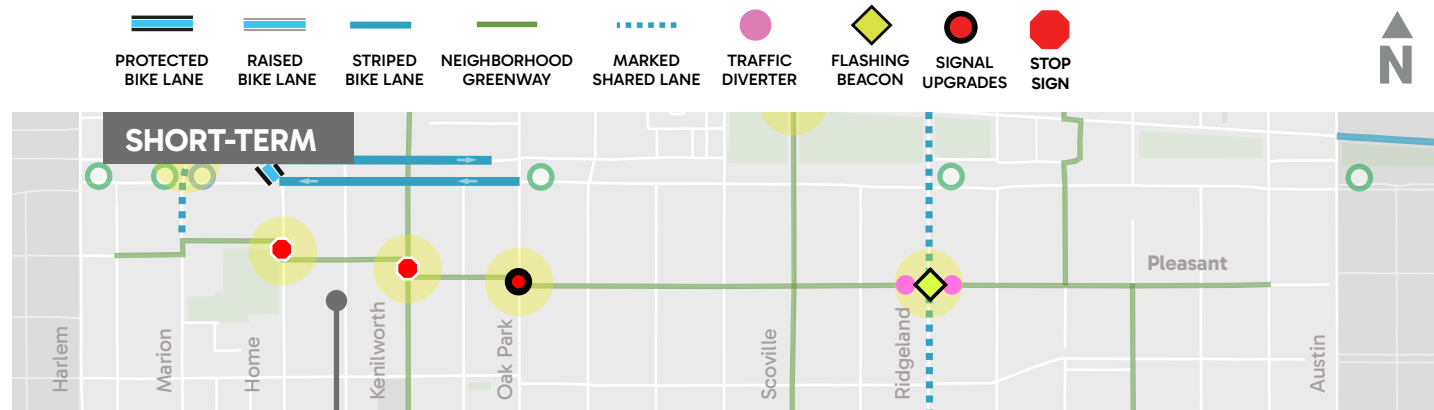 PROTECTED
BIKE LANE
RAISED
BIKE LANE
STRIPED
BIKE LANE
NEIGHBORHOOD
GREENWAY
MARKED
SHARED LANE
TRAFFIC
DIVERTER
FLASHING
BEACON
SIGNAL
UPGRADES
STOP
SIGN
N
SHORT-TERM
Pleasant
Harlem
Marion
Home
Kenilworth
Oak Park
Scoville
Ridgeland
Austin